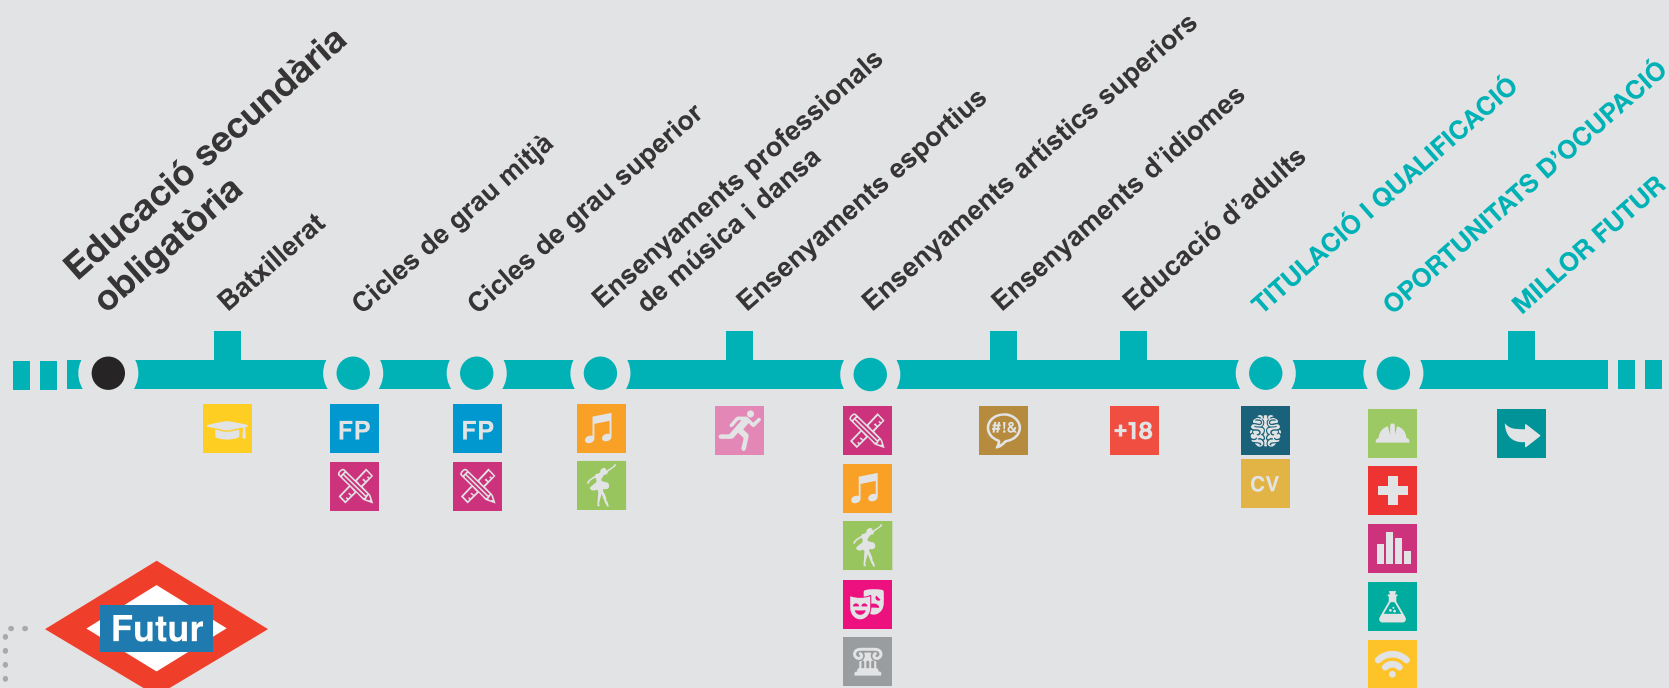 Educació secundària
obligatòria
Batxillerat
Cicles de grau mitjà
Cicles de grau superior
Ensenyaments professionals
de música i dansa
Ensenyaments esportius
Ensenyaments artístics superiors
Ensenyaments d'idiomes
Educació d'adults
TITULACIÓ I QUALIFICACIÓ
OPORTUNITATS D'OCUPACIÓ
MILLOR FUTUR
FP
FP
#!&
+18
CV
Futur